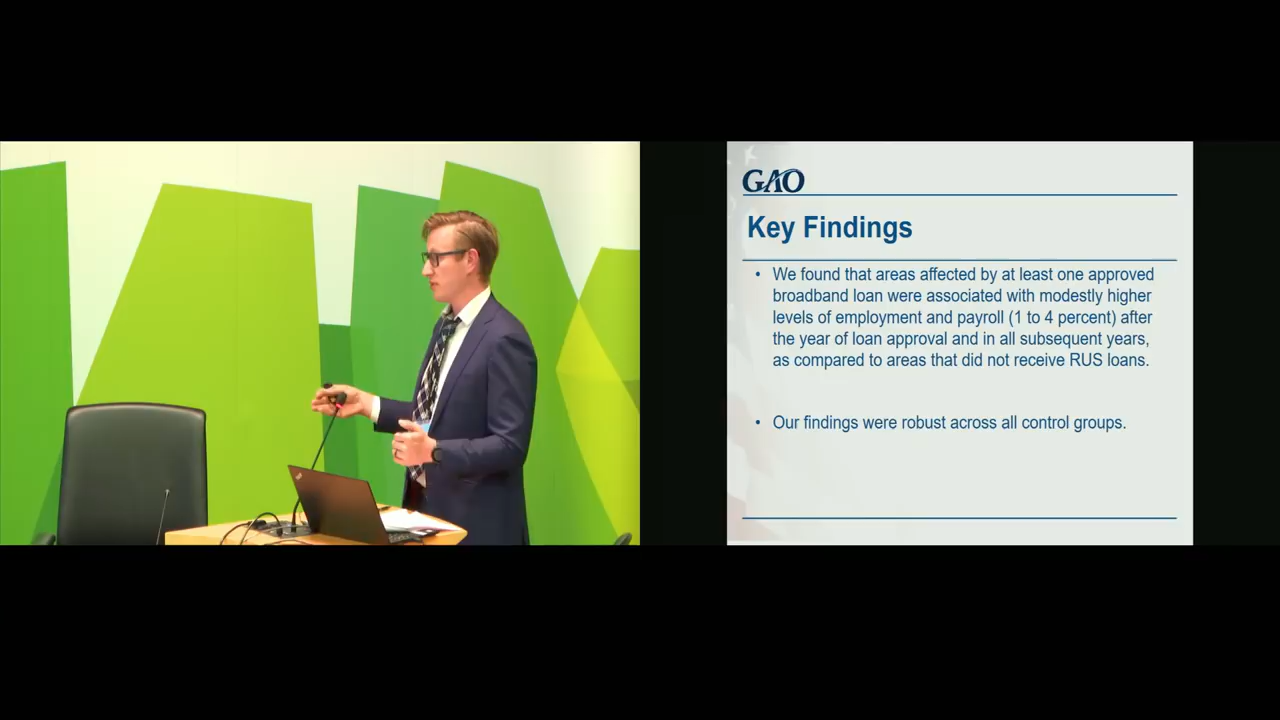 GAO
Key Findings
• We found that areas affected by at least one approved
broadband loan were associated with modestly higher
levels of employment and payroll (1 to 4 percent) after
the year of loan approval and in all subsequent years,
as compared to areas that did not receive RUS loans.
• Our findings were robust across all control groups.